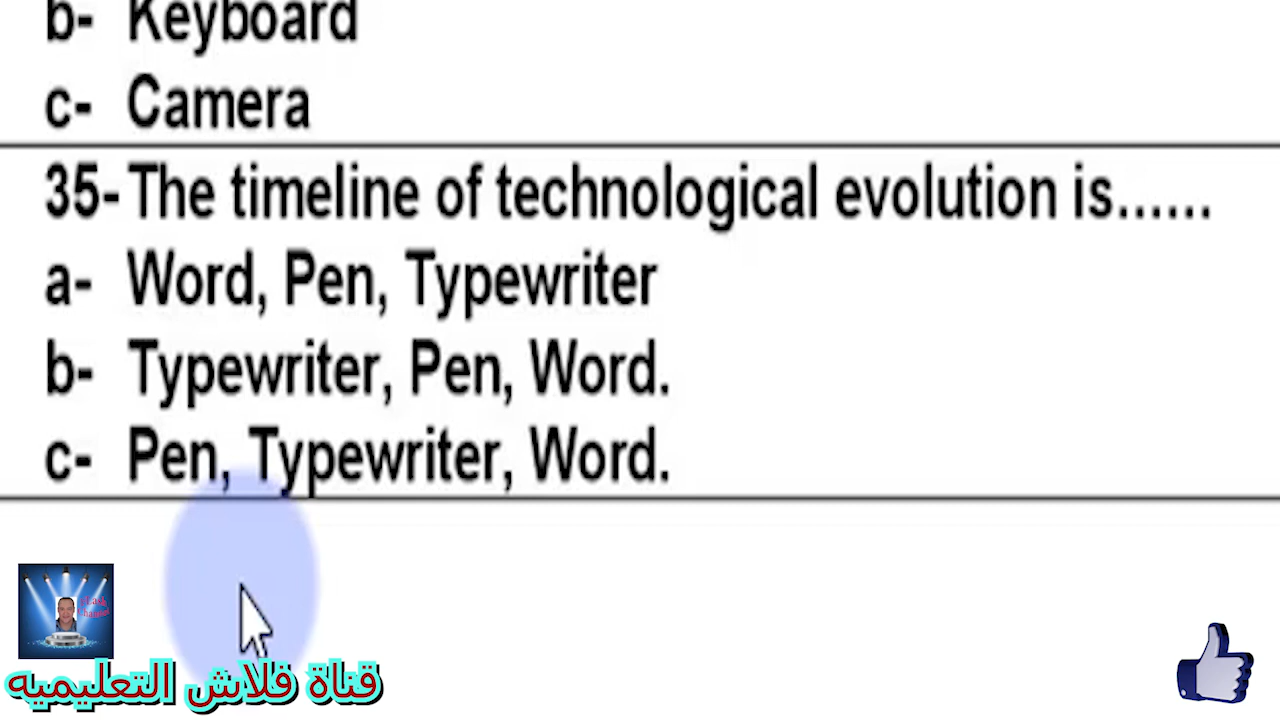 b- Keyboard
c- Camera
35- The timeline of technological evolution is......
a- Word, Pen, Typewriter
b- Typewriter, Pen, Word.
c- Pen, Typewriter, Word.
قناة فلاش التعليميه